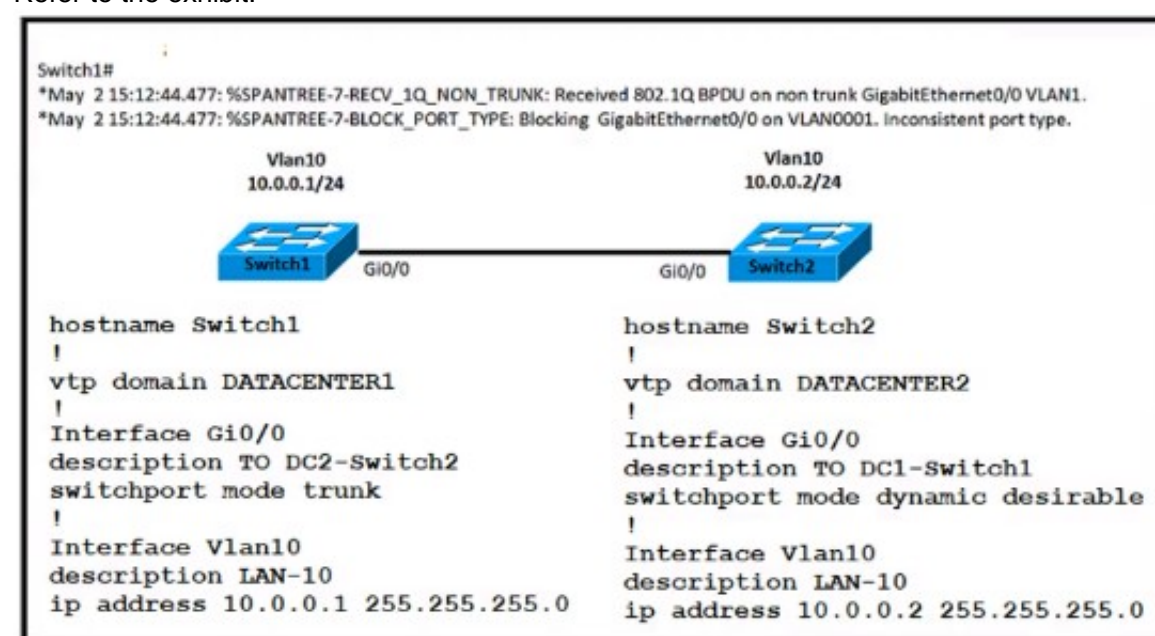 Refer to the exhibit.
Switch1#
*May 2 15:12:44.477: %SPANTREE-7-RECV_1Q_NON_TRUNK: Received 802.1Q BPDU on non trunk GigabitEthernet0/0 VLAN1.
*May 2 15:12:44.477: %SPANTREE-7-BLOCK_PORT_TYPE: Blocking GigabitEthernet0/0 on VLAN0001. Inconsistent port type.
Vlan10
10.0.0.1/24
Vlan10
10.0.0.2/24
Switch1
Gi0/0
Gi0/0
Switch2
hostname Switch1
!
vtp domain DATACENTER1
!
Interface Gi0/0
description TO DC2-Switch2
switchport mode trunk
!
Interface Vlan10
description LAN-10
ip address 10.0.0.1 255.255.255.0
hostname Switch2
!
vtp domain DATACENTER2
!
Interface Gi0/0
description TO DC1-Switch1
switchport mode dynamic desirable
!
Interface Vlan10
description LAN-10
ip address 10.0.0.2 255.255.255.0